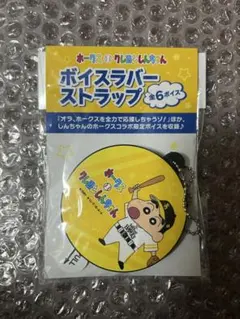 ホークス クレヨンしんちゃん
ボイスラバー
ストラップ
全6ボイス
「オラ、ホークスを全力で応援しちゃうゾ」ほか、
しんちゃんのホークスコラボ限定ボイスを収録♪
ホークス
クレヨンしんちゃん